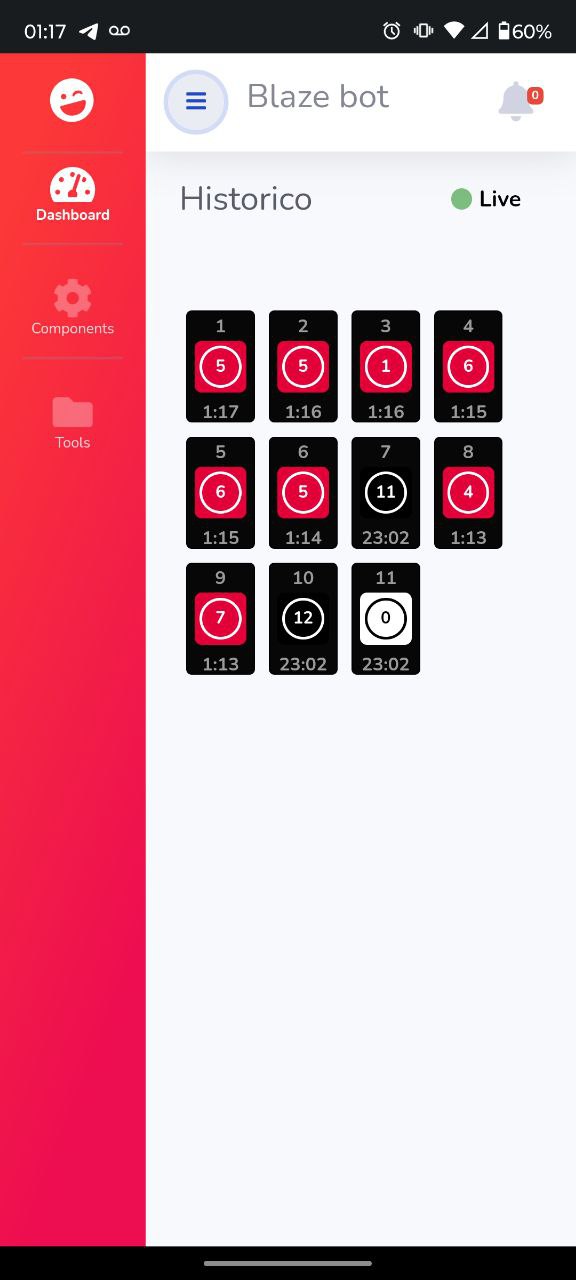 01:17
60%
Blaze bot
0
Dashboard
Components
Tools
Historico
Live
1 2 3 4
5 5 1 6
1:17 1:16 1:16 1:15
5 6 7 8
6 5 11 4
1:15 1:14 23:02 1:13
9 10 11
7 12 0
1:13 23:02 23:02